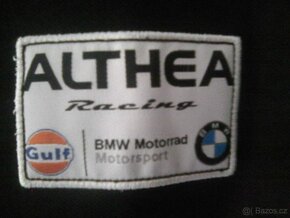 ALTHEA
Racing
Gulf
BMW Motorrad
Motorsport
BMW
Bazos.cz